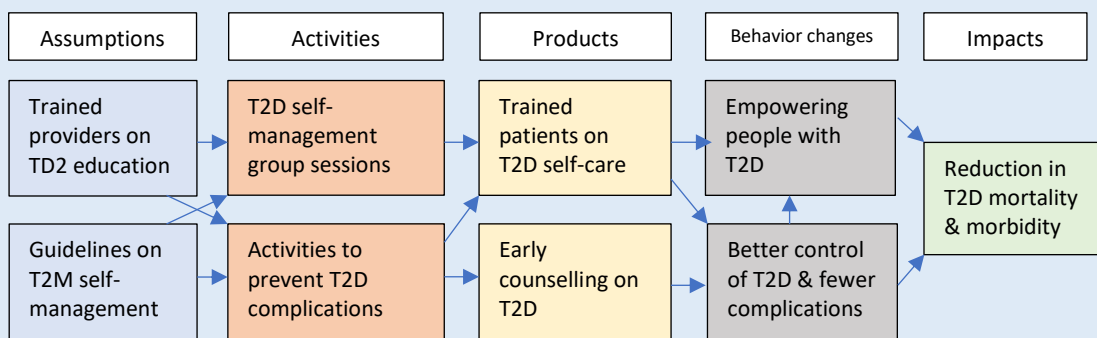 Assumptions
Activities
Products
Behavior changes
Impacts
Trained
providers on
TD2 education
T2D self-
management
group sessions
Trained
patients on
T2D self-care
Empowering
people with
T2D
Reduction in
T2D mortality
& morbidity
Guidelines on
T2M self-
management
Activities to
prevent T2D
complications
Early
counselling on
T2D
Better control
of T2D & fewer
complications